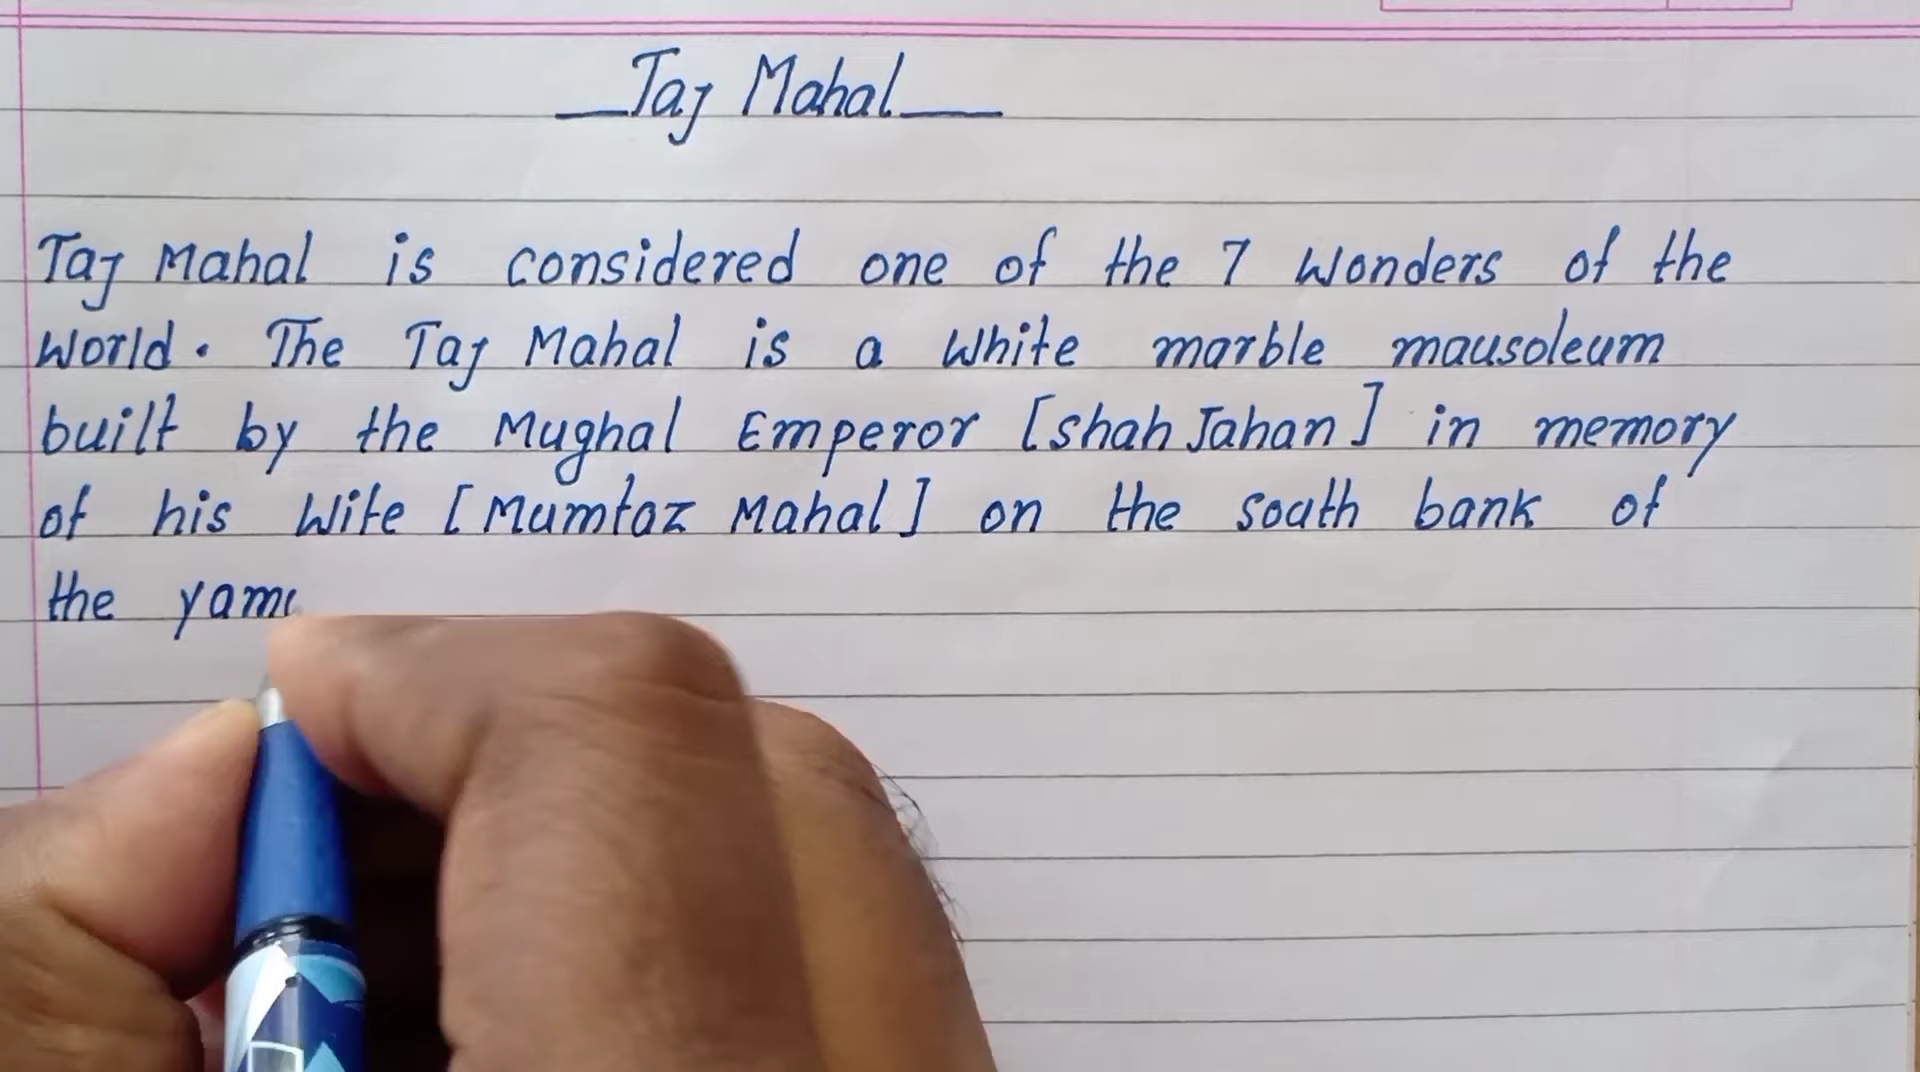 Taj Mahal
Taj Mahal is considered one of the 7 wonders of the
world. The Taj Mahal is a white marble mausoleum
built by the Mughal Emperor [shah Jahan] in memory
of his wife [Mumtaz Mahal] on the south bank of
the yam